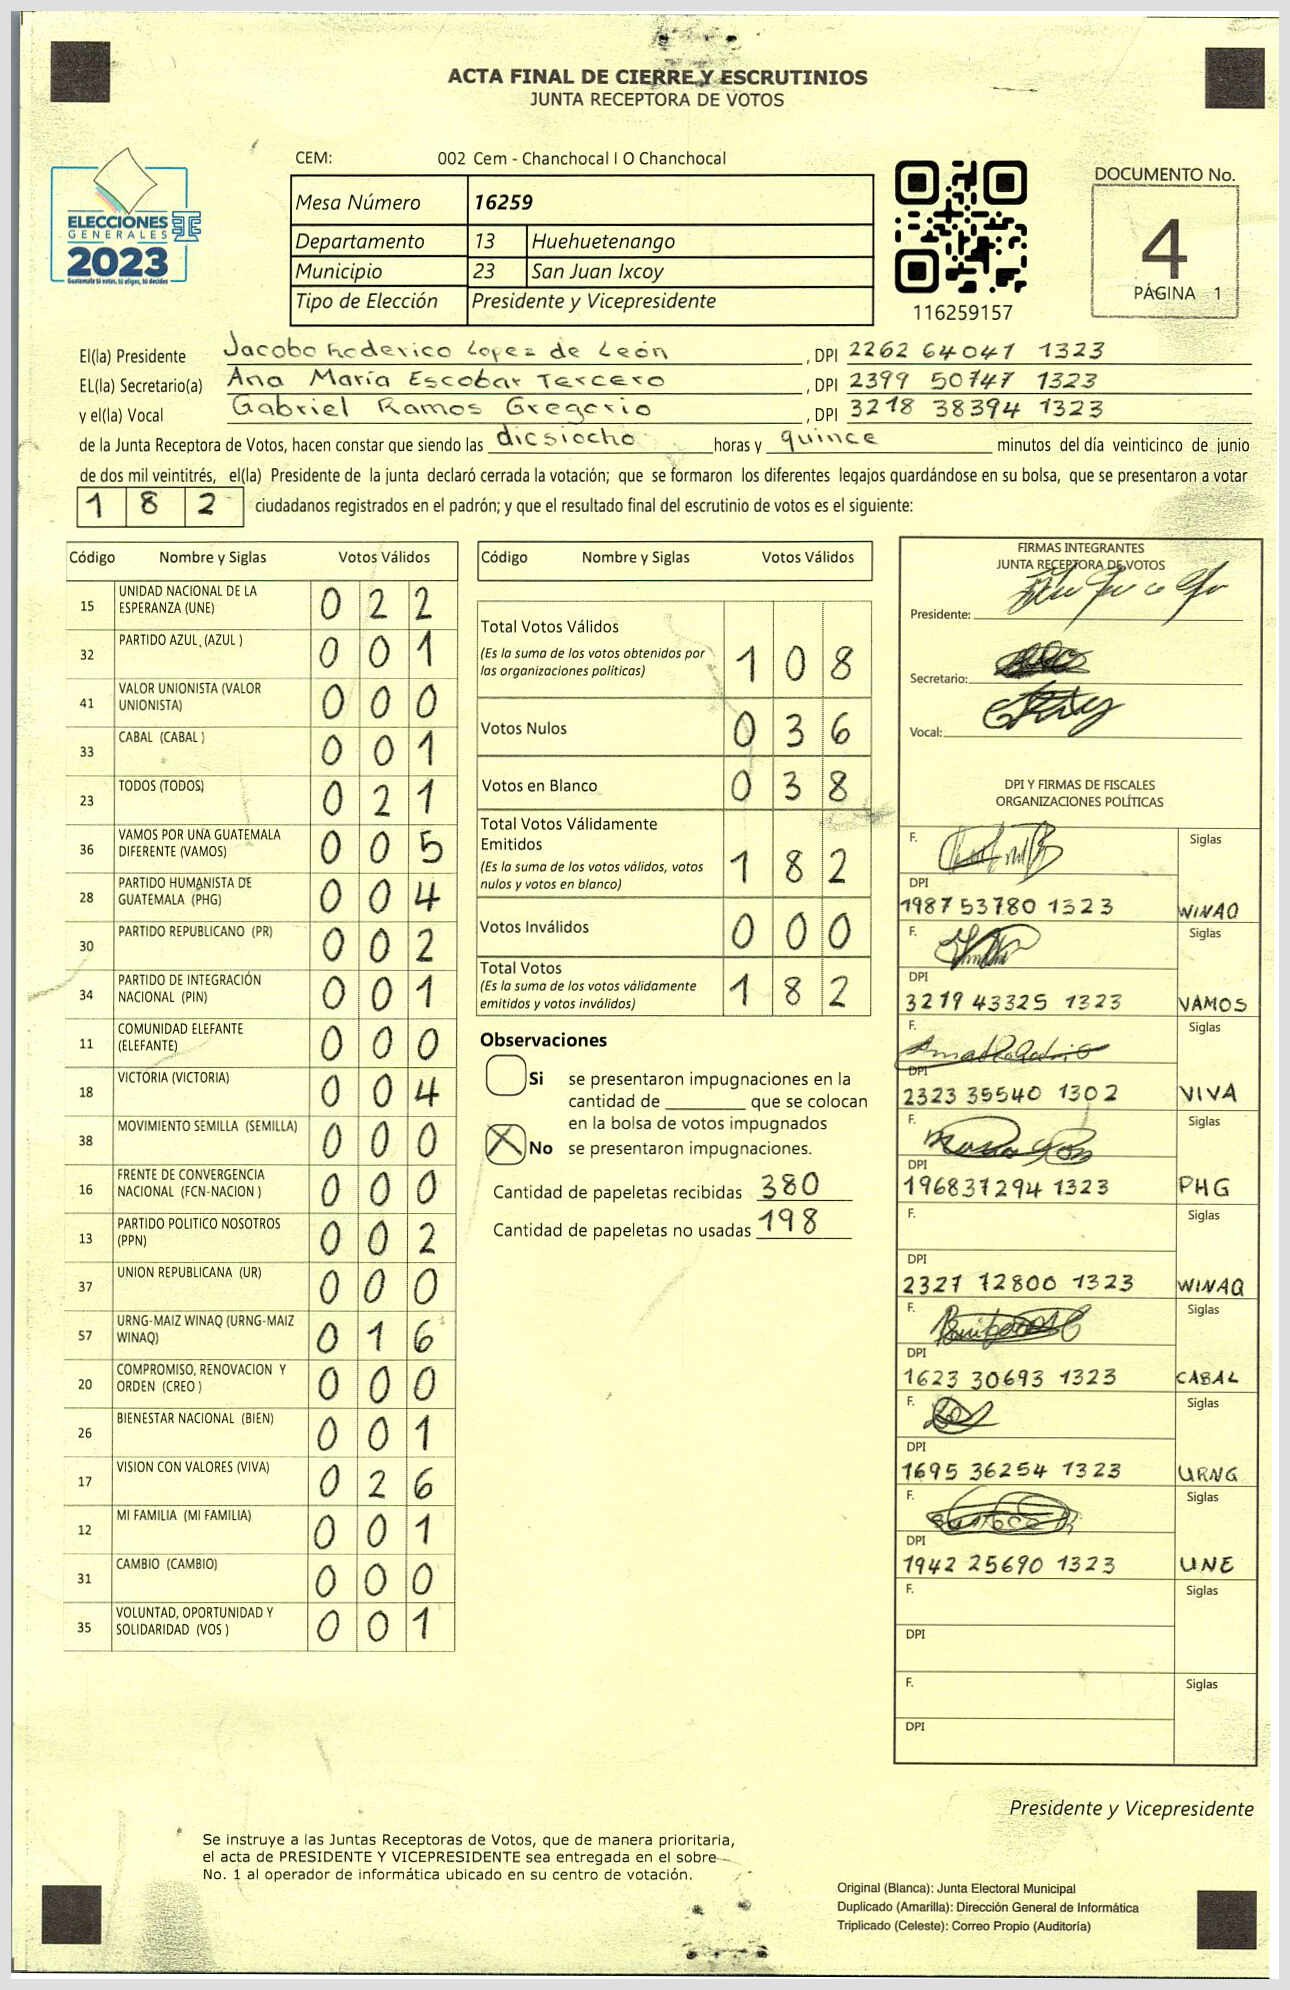 ACTA FINAL DE CIERRE Y ESCRUTINIOS
JUNTA RECEPTORA DE VOTOS
ELECCIONES
GENERALES
2023
Guatemala tú votas, tú eliges, tú decides
CEM: 002 Cem - Chanchocal I O Chanchocal
Mesa Número 16259
Departamento 13 Huehuetenango
Municipio 23 San Juan Ixcoy
Tipo de Elección Presidente y Vicepresidente
116259157
DOCUMENTO No.
4
PÁGINA 1
El(la) Presidente Jacobo Federico Lopez de León , DPI 2262 64041 1323
EL(la) Secretario(a) Ana María Escobar Tercero , DPI 2399 50747 1323
y el(la) Vocal Gabriel Ramos Gregorio , DPI 3218 38394 1323
de la Junta Receptora de Votos, hacen constar que siendo las dicsiocho horas y quince minutos del día veinticinco de junio
de dos mil veintitrés, el(la) Presidente de la junta declaró cerrada la votación; que se formaron los diferentes legajos quardándose en su bolsa, que se presentaron a votar
1 8 2 ciudadanos registrados en el padrón; y que el resultado final del escrutinio de votos es el siguiente:
Código Nombre y Siglas Votos Válidos
15 UNIDAD NACIONAL DE LA ESPERANZA (UNE) 0 2 2
32 PARTIDO AZUL (AZUL ) 0 0 1
41 VALOR UNIONISTA (VALOR UNIONISTA) 0 0 0
33 CABAL (CABAL ) 0 0 1
23 TODOS (TODOS) 0 2 1
36 VAMOS POR UNA GUATEMALA DIFERENTE (VAMOS) 0 0 5
28 PARTIDO HUMANISTA DE GUATEMALA (PHG) 0 0 4
30 PARTIDO REPUBLICANO (PR) 0 0 2
34 PARTIDO DE INTEGRACIÓN NACIONAL (PIN) 0 0 1
11 COMUNIDAD ELEFANTE (ELEFANTE) 0 0 0
18 VICTORIA (VICTORIA) 0 0 4
38 MOVIMIENTO SEMILLA (SEMILLA) 0 0 0
16 FRENTE DE CONVERGENCIA NACIONAL (FCN-NACION ) 0 0 0
13 PARTIDO POLITICO NOSOTROS (PPN) 0 0 2
37 UNION REPUBLICANA (UR) 0 0 0
57 URNG-MAIZ WINAQ (URNG-MAIZ WINAQ) 0 1 6
20 COMPROMISO, RENOVACION Y ORDEN (CREO ) 0 0 0
26 BIENESTAR NACIONAL (BIEN) 0 0 1
17 VISION CON VALORES (VIVA) 0 2 6
12 MI FAMILIA (MI FAMILIA) 0 0 1
31 CAMBIO (CAMBIO) 0 0 0
35 VOLUNTAD, OPORTUNIDAD Y SOLIDARIDAD (VOS ) 0 0 1
Código Nombre y Siglas Votos Válidos
Total Votos Válidos
(Es la suma de los votos obtenidos por
las organizaciones políticas) 1 0 8
Votos Nulos 0 3 6
Votos en Blanco 0 3 8
Total Votos Válidamente
Emitidos
(Es la suma de los votos válidos, votos
nulos y votos en blanco) 1 8 2
Votos Inválidos 0 0 0
Total Votos
(Es la suma de los votos válidamente
emitidos y votos inválidos) 1 8 2
Observaciones
Si se presentaron impugnaciones en la
cantidad de ________ que se colocan
en la bolsa de votos impugnados
X No se presentaron impugnaciones.
Cantidad de papeletas recibidas 380
Cantidad de papeletas no usadas 198
FIRMAS INTEGRANTES
JUNTA RECEPTORA DE VOTOS
Presidente:
Secretario:
Vocal:
DPI Y FIRMAS DE FISCALES
ORGANIZACIONES POLÍTICAS
F. Siglas
DPI
1987 53780 1323 WINAQ
F. Siglas
DPI
3219 43325 1323 VAMOS
F. Siglas
DPI
2323 35540 1302 VIVA
F. Siglas
DPI
196837294 1323 PHG
F. Siglas
DPI
2327 12800 1323 WINAQ
F. Siglas
DPI
1623 30693 1323 CABAL
F. Siglas
DPI
1695 36254 1323 URNG
F. Siglas
DPI
1942 25690 1323 UNE
F. Siglas
DPI
F. Siglas
DPI
Presidente y Vicepresidente
Se instruye a las Juntas Receptoras de Votos, que de manera prioritaria,
el acta de PRESIDENTE Y VICEPRESIDENTE sea entregada en el sobre
No. 1 al operador de informática ubicado en su centro de votación.
Original (Blanca): Junta Electoral Municipal
Duplicado (Amarilla): Dirección General de Informática
Triplicado (Celeste): Correo Propio (Auditoría)